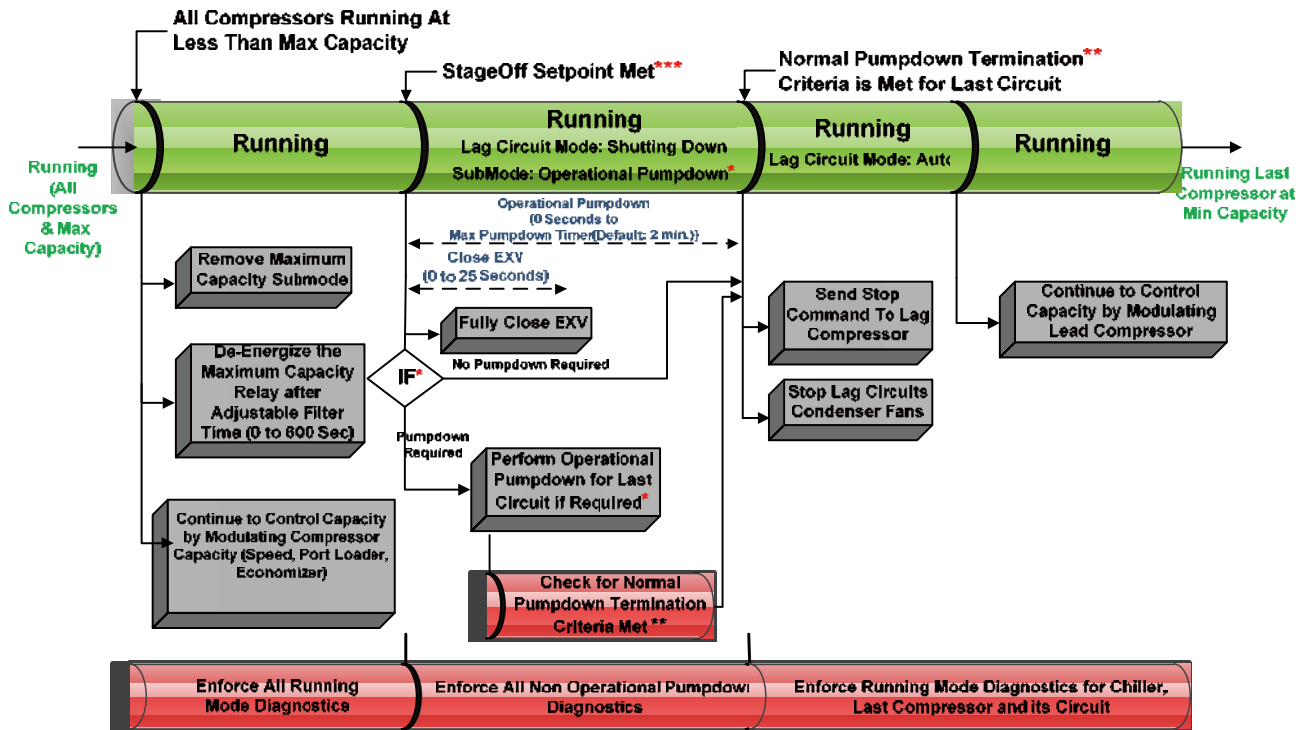 All Compressors Running At
Less Than Max Capacity
StageOff Setpoint Met***
Normal Pumpdown Termination**
Criteria is Met for Last Circuit
Running
(All
Compressors
& Max
Capacity)
Running
Running
Lag Circuit Mode: Shutting Down
SubMode: Operational Pumpdown*
Running
Lag Circuit Mode: Auto
Running
Running Last
Compressor at
Min Capacity
Operational Pumpdown
(0 Seconds to
Max Pumpdown Timer(Default: 2 min.))
Close EXV
(0 to 25 Seconds)
Remove Maximum
Capacity Submode
De-Energize the
Maximum Capacity
Relay after
Adjustable Filter
Time (0 to 600 Sec)
Continue to Control Capacity
by Modulating Compressor
Capacity (Speed, Port Loader,
Economizer)
Fully Close EXV
IF*
No Pumpdown Required
Pumpdown
Required
Perform Operational
Pumpdown for Last
Circuit if Required*
Check for Normal
Pumpdown Termination
Criteria Met **
Send Stop
Command To Lag
Compressor
Stop Lag Circuits
Condenser Fans
Continue to Control
Capacity by Modulating
Lead Compressor
Enforce All Running
Mode Diagnostics
Enforce All Non Operational Pumpdown
Diagnostics
Enforce Running Mode Diagnostics for Chiller,
Last Compressor and its Circuit